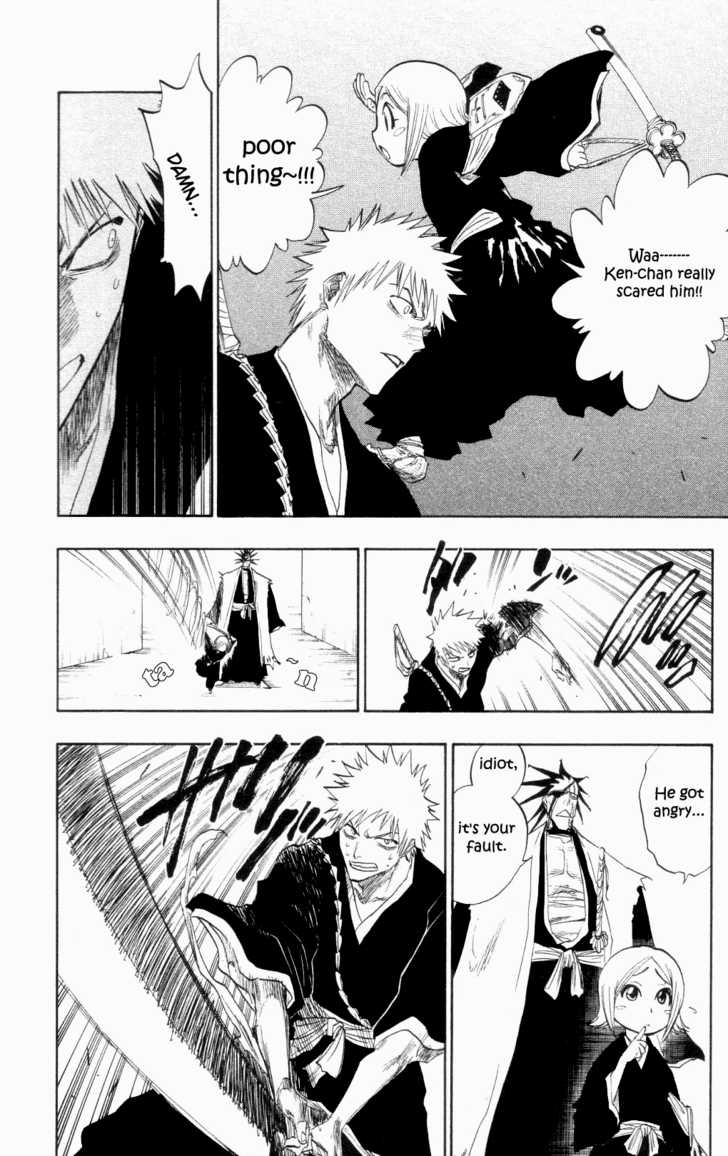 Waa-------
Ken-chan really
scared him!!
poor
thing~!!!
DAMN...
ta
~n
He got
angry...
idiot,
it's your
fault.